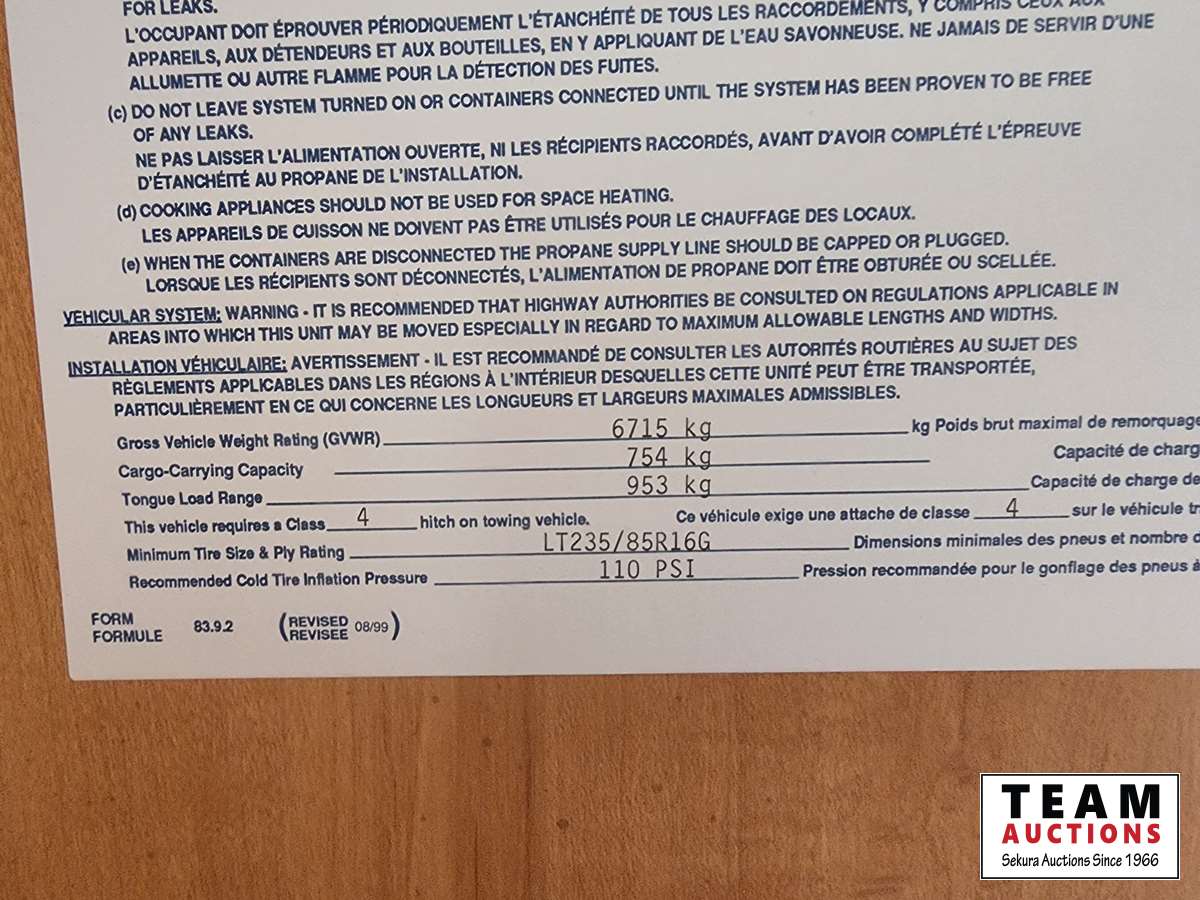 FOR LEAKS.
L'OCCUPANT DOIT ÉPROUVER PÉRIODIQUEMENT L'ÉTANCHÉITÉ DE TOUS LES RACCORDEMENTS, Y COMPRIS CEUX AUX
APPAREILS, AUX DÉTENDEURS ET AUX BOUTEILLES, EN Y APPLIQUANT DE L'EAU SAVONNEUSE. NE JAMAIS DE SERVIR D'UNE
ALLUMETTE OU AUTRE FLAMME POUR LA DÉTECTION DES FUITES.
(c) DO NOT LEAVE SYSTEM TURNED ON OR CONTAINERS CONNECTED UNTIL THE SYSTEM HAS BEEN PROVEN TO BE FREE
OF ANY LEAKS.
NE PAS LAISSER L'ALIMENTATION OUVERTE, NI LES RÉCIPIENTS RACCORDÉS, AVANT D'AVOIR COMPLÉTÉ L'ÉPREUVE
D'ÉTANCHÉITÉ AU PROPANE DE L'INSTALLATION.
(d) COOKING APPLIANCES SHOULD NOT BE USED FOR SPACE HEATING.
LES APPAREILS DE CUISSON NE DOIVENT PAS ÊTRE UTILISÉS POUR LE CHAUFFAGE DES LOCAUX.
(e) WHEN THE CONTAINERS ARE DISCONNECTED THE PROPANE SUPPLY LINE SHOULD BE CAPPED OR PLUGGED.
LORSQUE LES RÉCIPIENTS SONT DÉCONNECTÉS, L'ALIMENTATION DE PROPANE DOIT ÊTRE OBTURÉE OU SCELLÉE.
VEHICULAR SYSTEM: WARNING - IT IS RECOMMENDED THAT HIGHWAY AUTHORITIES BE CONSULTED ON REGULATIONS APPLICABLE IN
AREAS INTO WHICH THIS UNIT MAY BE MOVED ESPECIALLY IN REGARD TO MAXIMUM ALLOWABLE LENGTHS AND WIDTHS.
INSTALLATION VÉHICULAIRE: AVERTISSEMENT - IL EST RECOMMANDÉ DE CONSULTER LES AUTORITÉS ROUTIÈRES AU SUJET DES
RÈGLEMENTS APPLICABLES DANS LES RÉGIONS À L'INTÉRIEUR DESQUELLES CETTE UNITÉ PEUT ÊTRE TRANSPORTÉE,
PARTICULIÈREMENT EN CE QUI CONCERNE LES LONGUEURS ET LARGEURS MAXIMALES ADMISSIBLES.
Gross Vehicle Weight Rating (GVWR) 6715 kg kg Poids brut maximal de remorquage
Cargo-Carrying Capacity 754 kg Capacité de charg
Tongue Load Range 953 kg Capacité de charge de
This vehicle requires a Class 4 hitch on towing vehicle. Ce véhicule exige une attache de classe 4 sur le véhicule tr
Minimum Tire Size & Ply Rating LT235/85R16G Dimensions minimales des pneus et nombre d
Recommended Cold Tire Inflation Pressure 110 PSI Pression recommandée pour le gonflage des pneus à
FORM
FORMULE 83.9.2 (REVISED
REVISEE 08/99)
TEAM
AUCTIONS
Sekura Auctions Since 1966